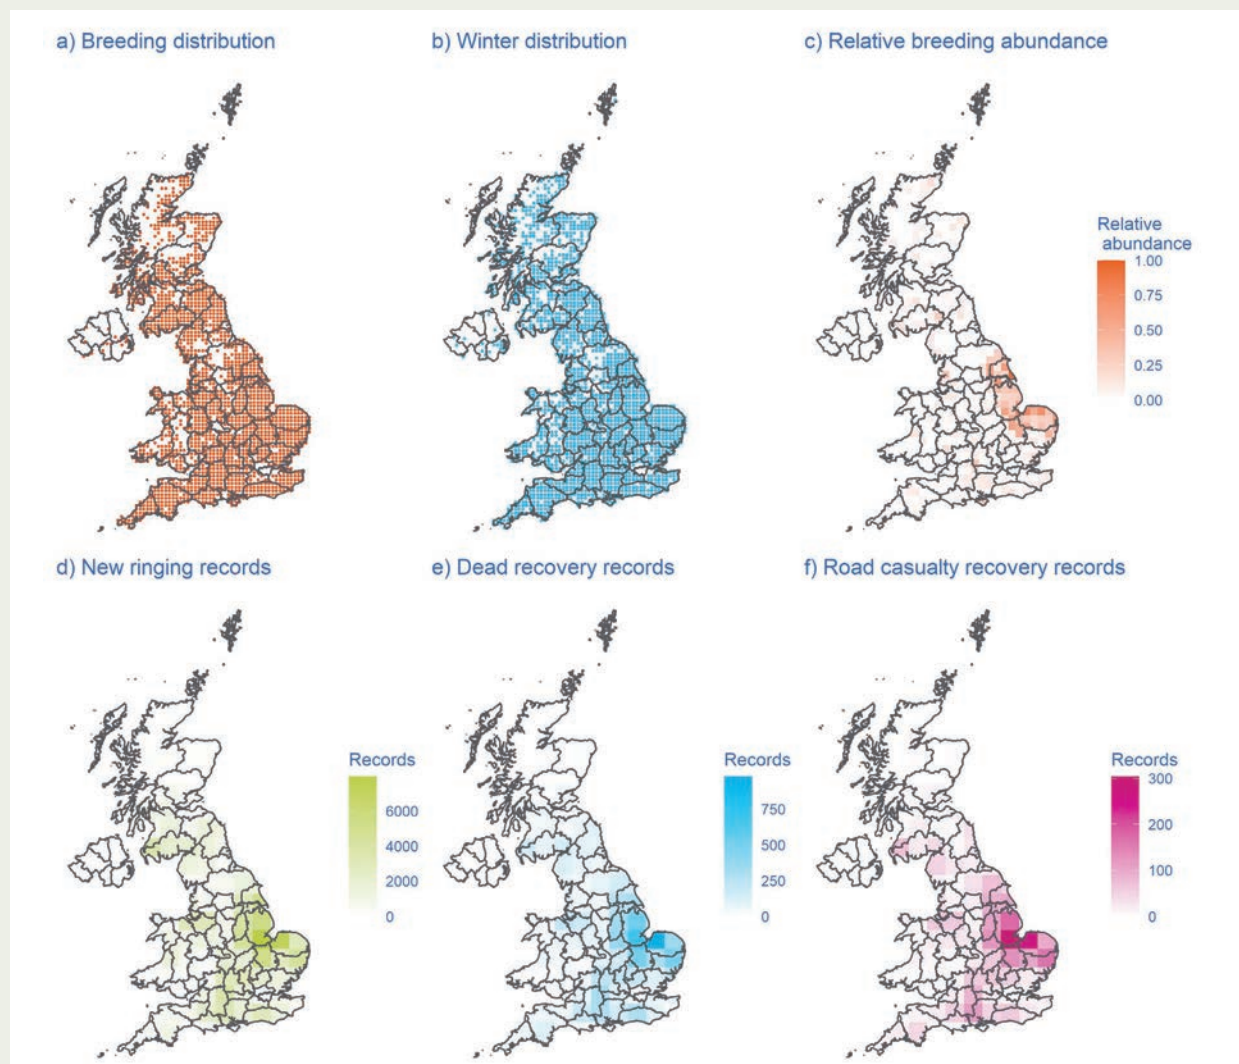 a) Breeding distribution
b) Winter distribution
c) Relative breeding abundance
Relative
abundance
1.00
0.75
0.50
0.25
0.00
d) New ringing records
e) Dead recovery records
f) Road casualty recovery records
Records
6000
4000
2000
0
Records
750
500
250
0
Records
300
200
100
0